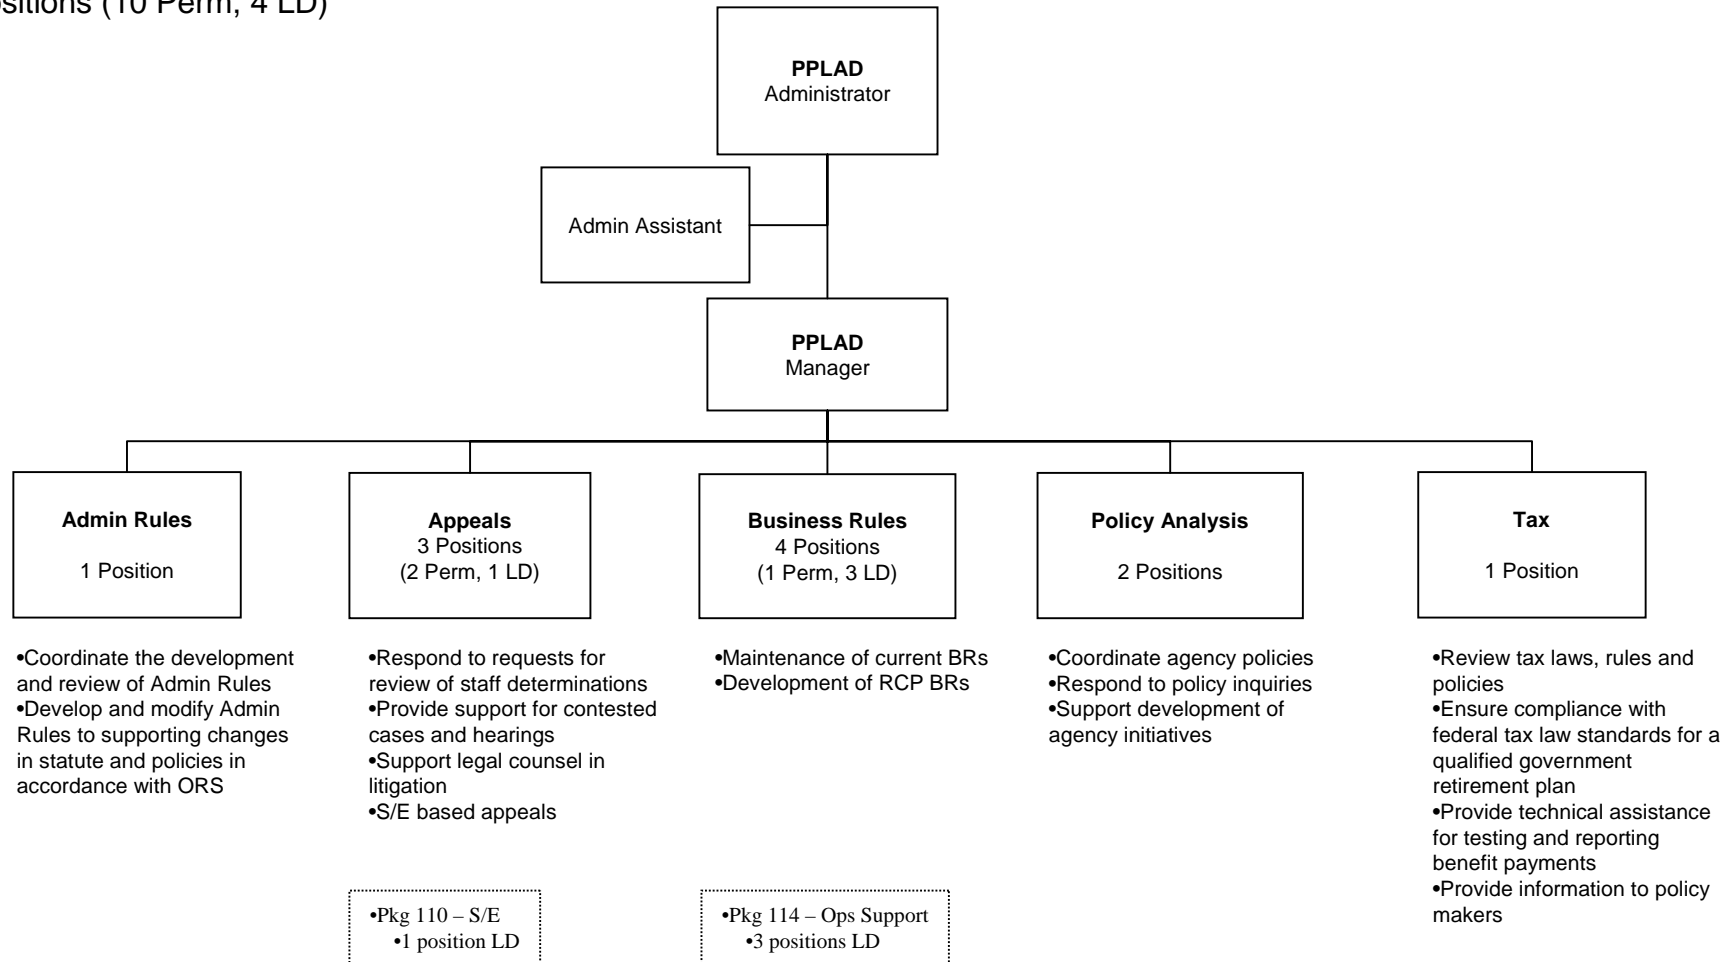 (10 Perm, 4 LD)
PPLAD
Administrator
Admin Assistant
PPLAD
Manager
Admin Rules
1 Position
Appeals
3 Positions
(2 Perm, 1 LD)
Business Rules
4 Positions
(1 Perm, 3 LD)
Policy Analysis
2 Positions
Tax
1 Position
•Coordinate the development
and review of Admin Rules
•Develop and modify Admin
Rules to supporting changes
in statute and policies in
accordance with ORS
•Respond to requests for
review of staff determinations
•Provide support for contested
cases and hearings
•Support legal counsel in
litigation
•S/E based appeals
•Maintenance of current BRs
•Development of RCP BRs
•Coordinate agency policies
•Respond to policy inquiries
•Support development of
agency initiatives
•Review tax laws, rules and
policies
•Ensure compliance with
federal tax law standards for a
qualified government
retirement plan
•Provide technical assistance
for testing and reporting
benefit payments
•Provide information to policy
makers
•Pkg 110 – S/E
•1 position LD
•Pkg 114 – Ops Support
•3 positions LD